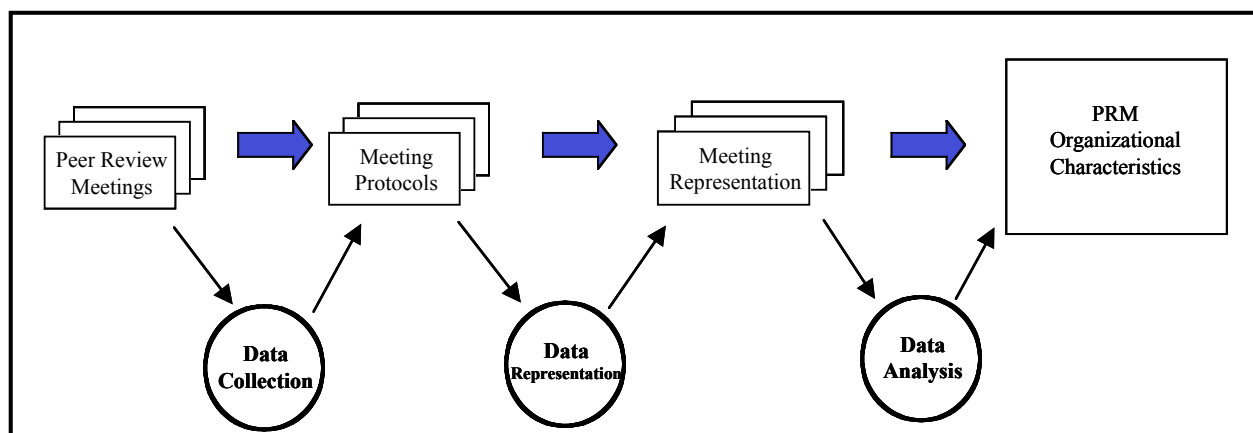 Peer Review
Meetings
Meeting
Protocols
Meeting
Representation
PRM
Organizational
Characteristics
Data
Collection
Data
Representation
Data
Analysis